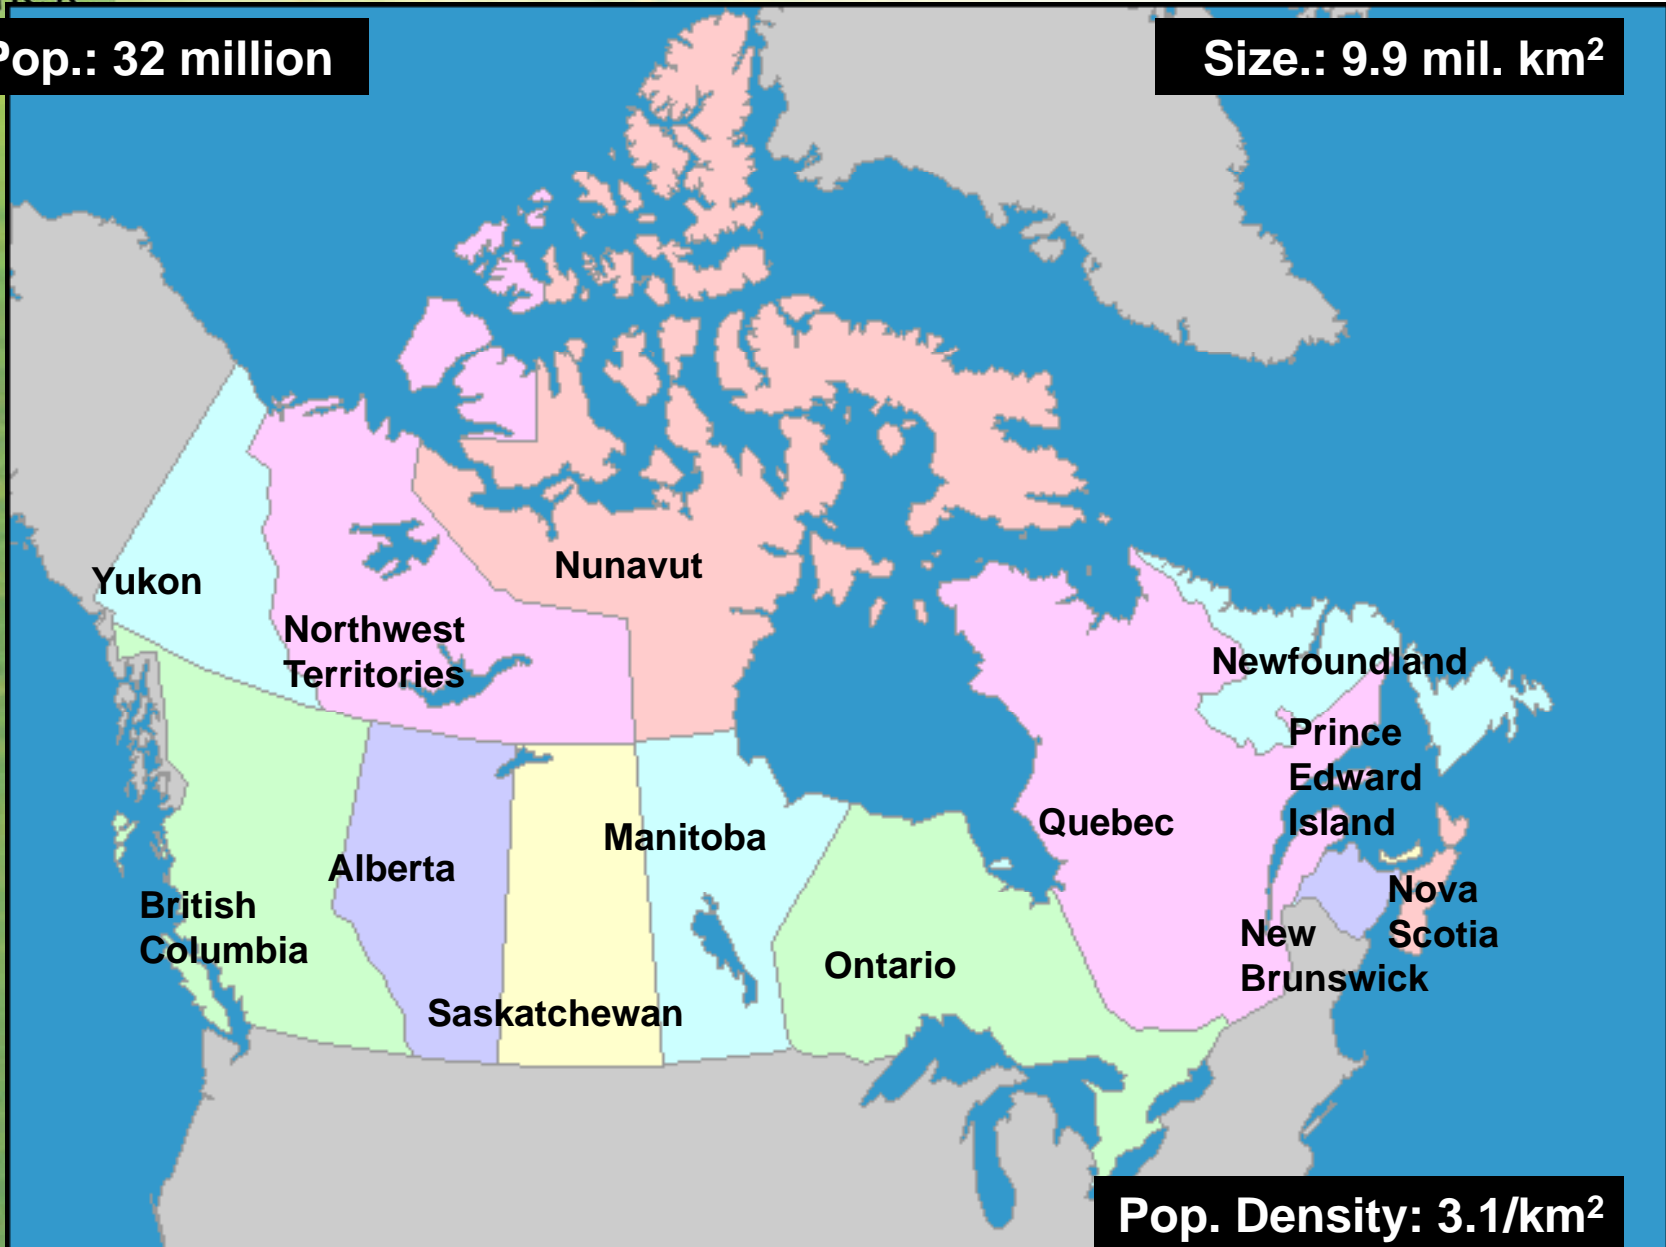 Pop.: 32 million
Size.: 9.9 mil. km²
Nunavut
Yukon
Northwest
Territories
Newfoundland
Prince
Edward
Island
Quebec
Manitoba
Alberta
British
Columbia
Nova
Scotia
New
Brunswick
Ontario
Saskatchewan
Pop. Density: 3.1/km²